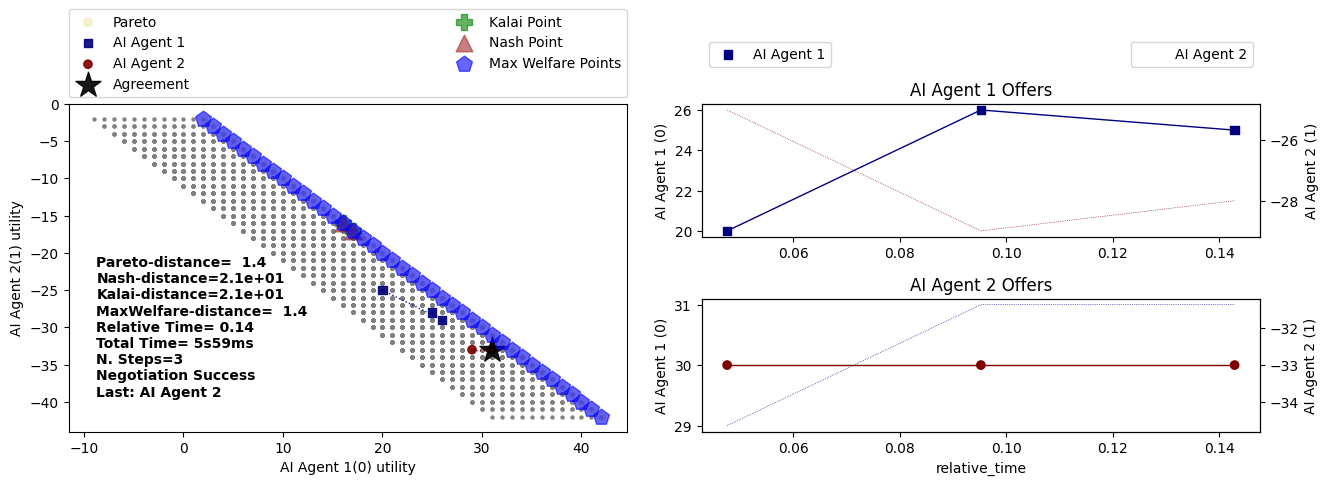 Pareto
AI Agent 1
AI Agent 2
Agreement
Kalai Point
Nash Point
Max Welfare Points
0
−5
−10
−15
−20
−25
−30
−35
−40
AI Agent 2(1) utility
Pareto-distance= 1.4
Nash-distance=2.1e+01
Kalai-distance=2.1e+01
MaxWelfare-distance= 1.4
Relative Time= 0.14
Total Time= 5s59ms
N. Steps=3
Negotiation Success
Last: AI Agent 2
−10 0 10 20 30 40
AI Agent 1(0) utility
AI Agent 1
AI Agent 2
AI Agent 1 Offers
26
24
22
20
AI Agent 1 (0)
−26
−28
AI Agent 2 (1)
0.06 0.08 0.10 0.12 0.14
AI Agent 2 Offers
31
30
29
AI Agent 1 (0)
−32
−33
−34
AI Agent 2 (1)
0.06 0.08 0.10 0.12 0.14
relative_time